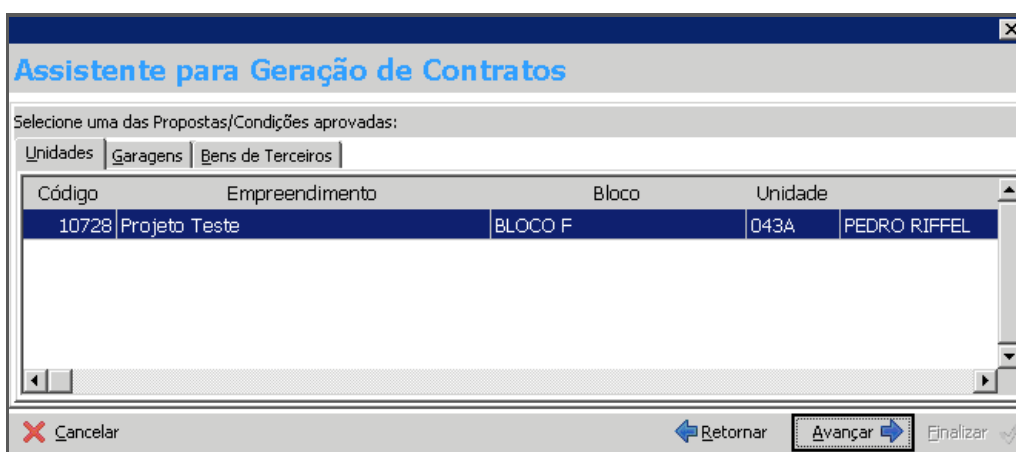 Assistente para Geração de Contratos
Selecione uma das Propostas/Condições aprovadas:
Unidades Garagens Bens de Terceiros
Código Empreendimento Bloco Unidade
10728 Projeto Teste BLOCO F 043A PEDRO RIFFEL
Cancelar Retornar Avançar Finalizar